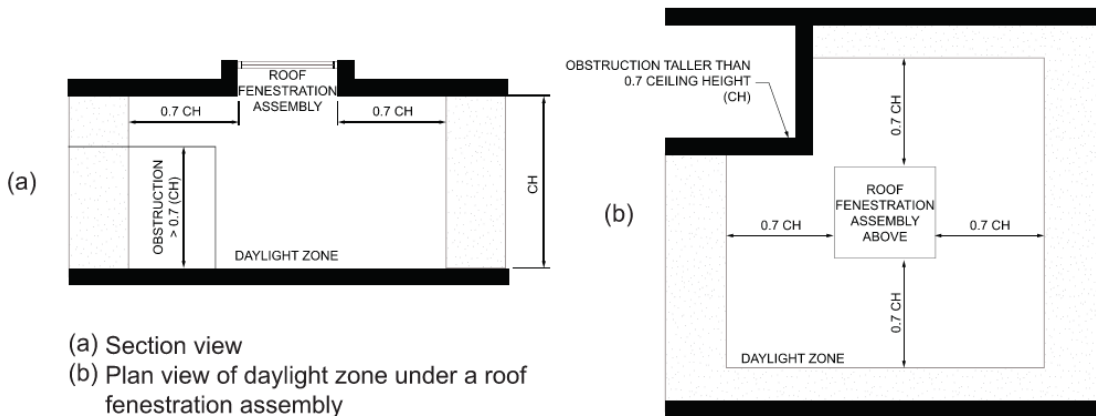 ROOF
FENESTRATION
ASSEMBLY
0.7 CH
0.7 CH
OBSTRUCTION
> 0.7 (CH)
CH
DAYLIGHT ZONE
(a)
(a) Section view
(b) Plan view of daylight zone under a roof
fenestration assembly
OBSTRUCTION TALLER THAN
0.7 CEILING HEIGHT
(CH)
0.7 CH
ROOF
FENESTRATION
ASSEMBLY
ABOVE
0.7 CH
0.7 CH
0.7 CH
DAYLIGHT ZONE
(b)